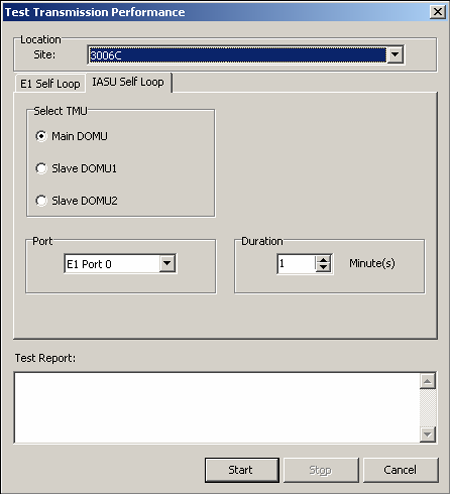 Test Transmission Performance
Location
Site: 3006C
E1 Self Loop IASU Self Loop
Select TMU
Main DOMU
Slave DOMU1
Slave DOMU2
Port Duration
E1 Port 0 1 Minute(s)
Test Report:
Start Stop Cancel